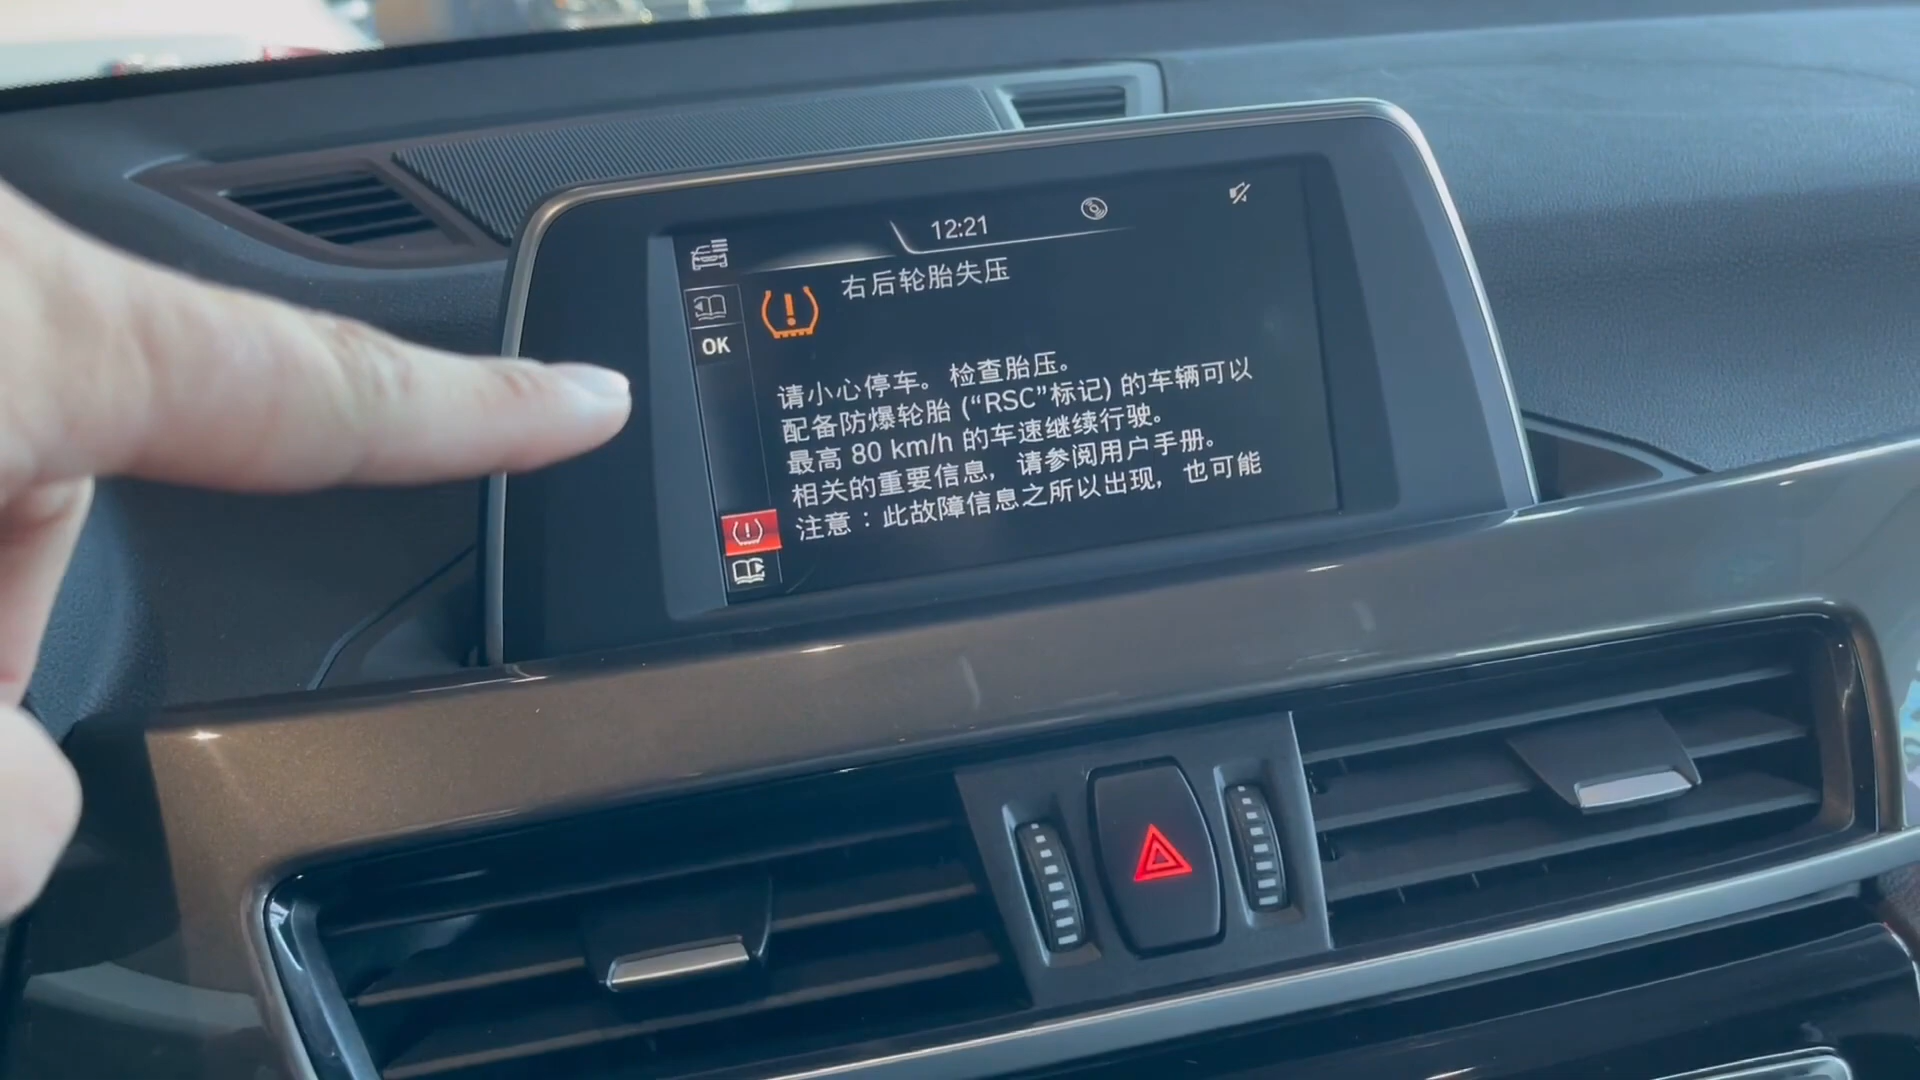 12:21
右后轮胎失压
OK
请小心停车。检查胎压。
配备防爆轮胎 (“RSC”标记) 的车辆可以
最高 80 km/h 的车速继续行驶。
相关的重要信息，请参阅用户手册。
注意：此故障信息之所以出现，也可能